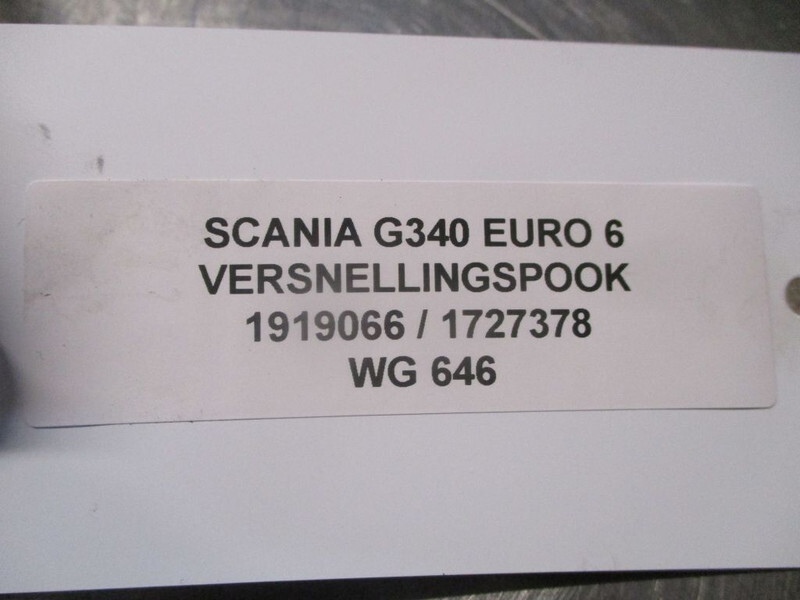 SCANIA G340 EURO 6
VERSNELLINGSPOOK
1919066 / 1727378
WG 646